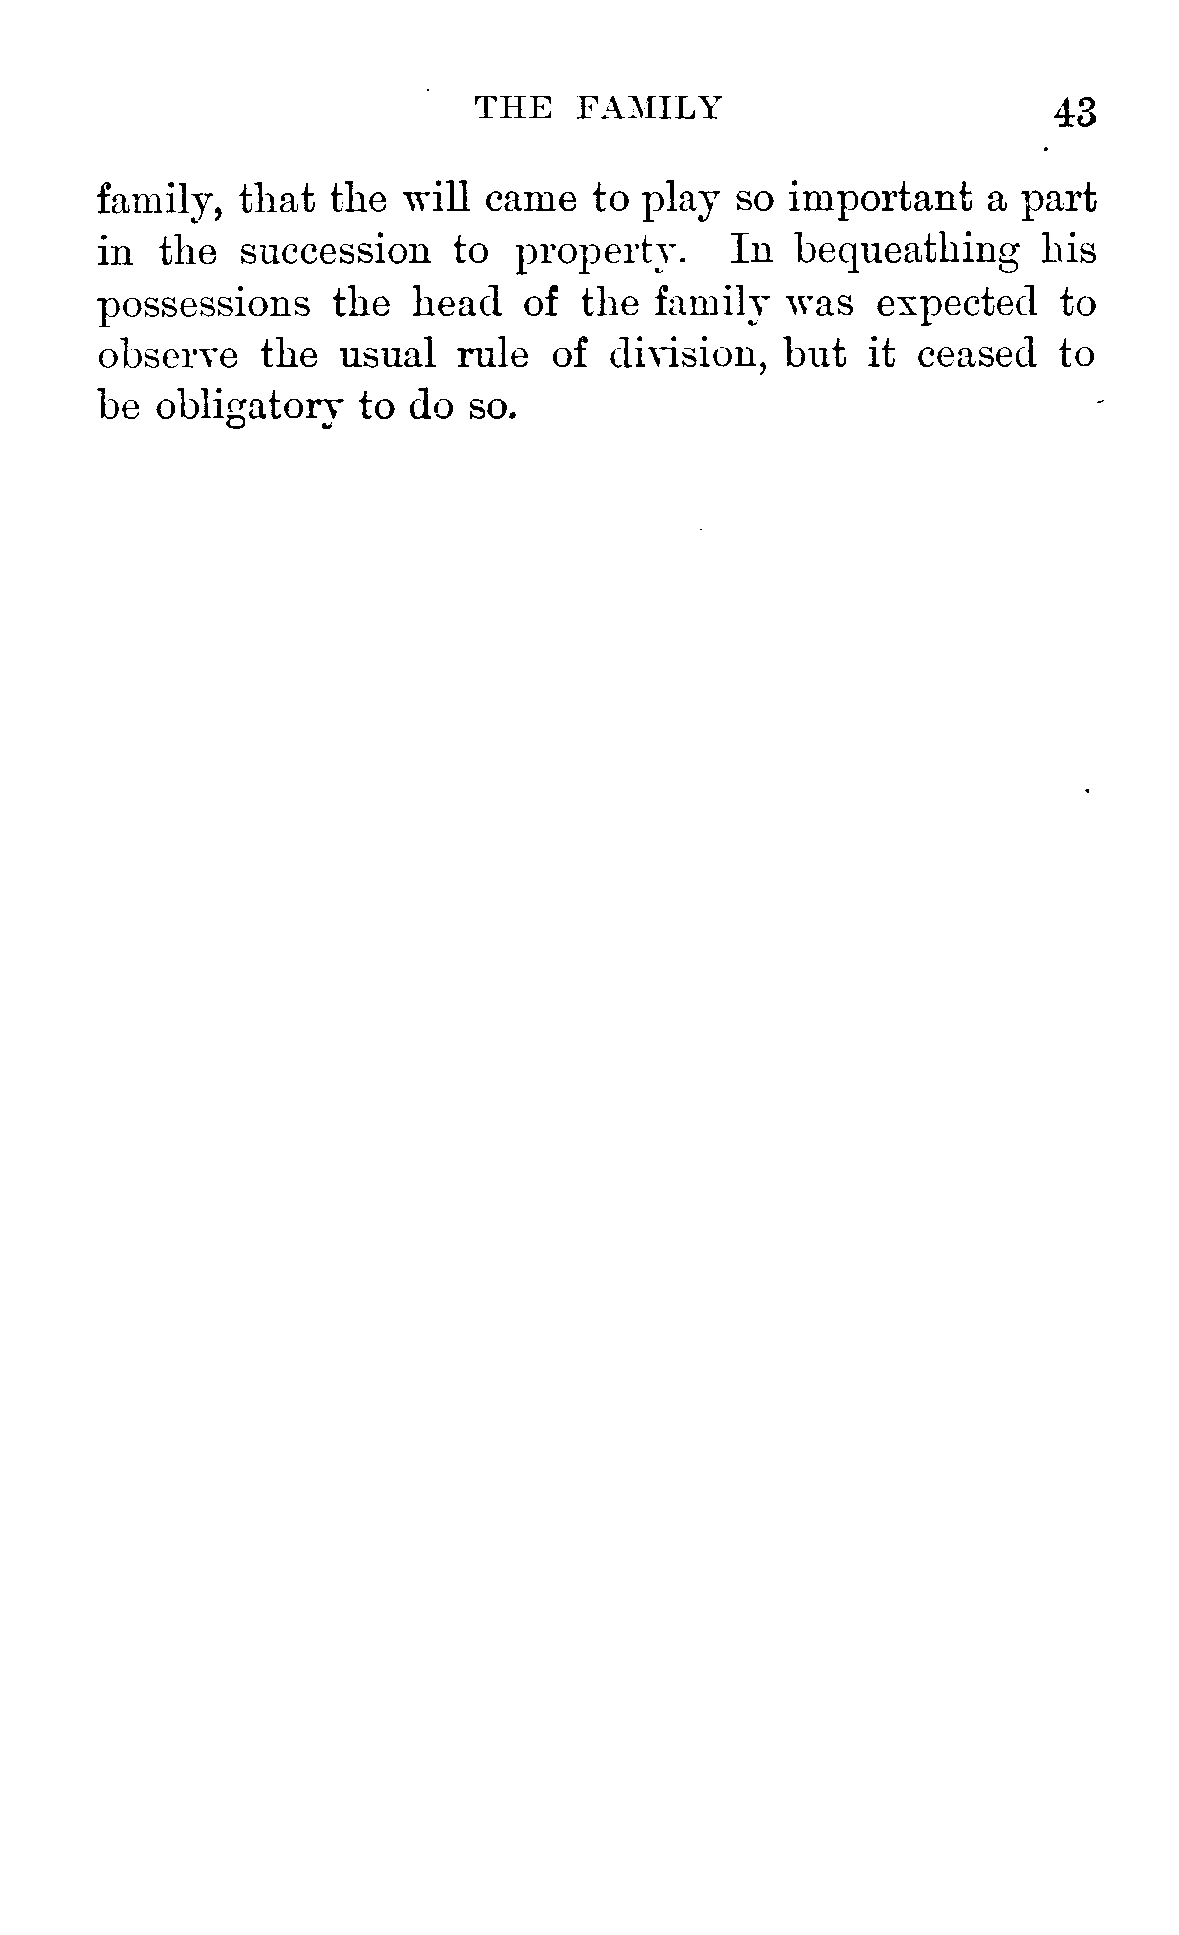 THE FAMILY 43
family, that the will came to play so important a part
in the succession to property. In bequeathing his
possessions the head of the family was expected to
observe the usual rule of division, but it ceased to
be obligatory to do so.